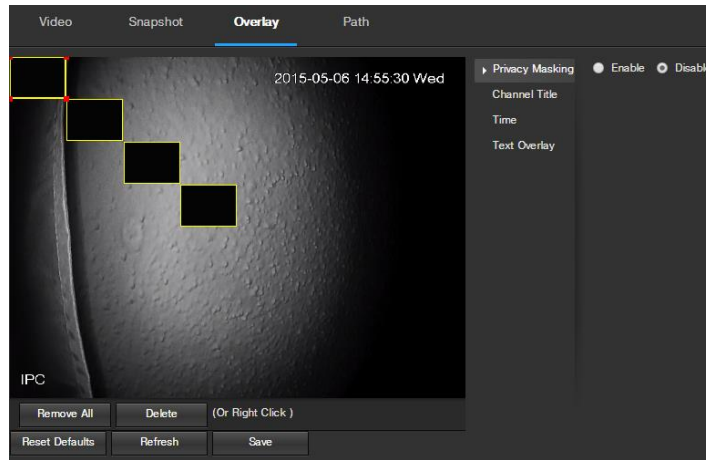 Video Snapshot Overlay Path
2015-05-06 14:55:30 Wed
Privacy Masking Enable Disabl
Channel Title
Time
Text Overlay
IPC
Remove All Delete (Or Right Click )
Reset Defaults Refresh Save